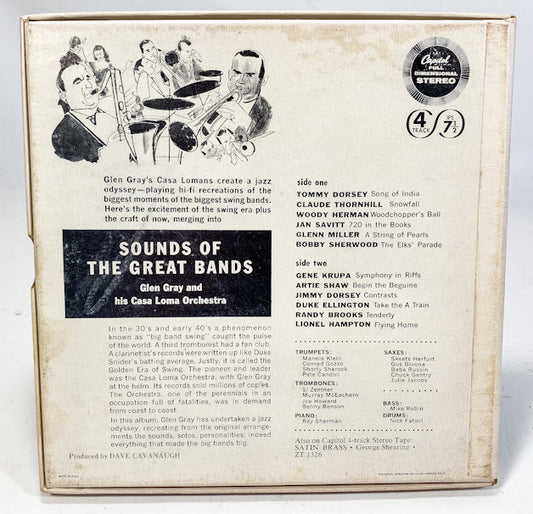 Capitol
FULL
DIMENSIONAL
STEREO
4
TRACK
IPS
7 1/2
Glen Gray's Casa Lomans create a jazz
odyssey—playing hi-fi recreations of the
biggest moments of the biggest swing bands.
Here's the excitement of the swing era plus
the craft of now, merging into
SOUNDS OF
THE GREAT BANDS
Glen Gray and
his Casa Loma Orchestra
In the 30's and early 40's a phenomenon
known as "big band swing" caught the pulse
of the world. A third trombonist had a fan club.
A clarinetist's records were written up like Duke
Snider's batting average. Justly, it is called the
Golden Era of Swing. The pioneer and leader
was the Casa Loma Orchestra, with Glen Gray
at the helm. Its records sold millions of copies.
The Orchestra, one of the perennials in an
occupation full of fatalities, was in demand
from coast to coast.
In this album, Glen Gray has undertaken a jazz
odyssey, recreating from the original arrange-
ments the sounds, solos, personalities, indeed
everything that made the big bands big.
Produced by DAVE CAVANAUGH
side one
TOMMY DORSEY Song of India
CLAUDE THORNHILL Snowfall
WOODY HERMAN Woodchopper's Ball
JAN SAVITT 720 in the Books
GLENN MILLER A String of Pearls
BOBBY SHERWOOD The Elks' Parade
side two
GENE KRUPA Symphony in Riffs
ARTIE SHAW Begin the Beguine
JIMMY DORSEY Contrasts
DUKE ELLINGTON Take the A Train
RANDY BROOKS Tenderly
LIONEL HAMPTON Flying Home
TRUMPETS:
Mannie Klein
Conrad Gozzo
Shorty Sherock
Pete Candoli
TROMBONES:
Si Zentner
Murray McEachern
Joe Howard
Benny Benson
PIANO:
Ray Sherman
SAXES:
Skeets Herfurt
Gus Bivona
Babe Russin
Chuck Gentry
Julie Jacobs
BASS:
Mike Rubin
DRUMS:
Nick Fatool
Also on Capitol 4-track Stereo Tape:
SATIN BRASS · George Shearing ·
ZT 1326